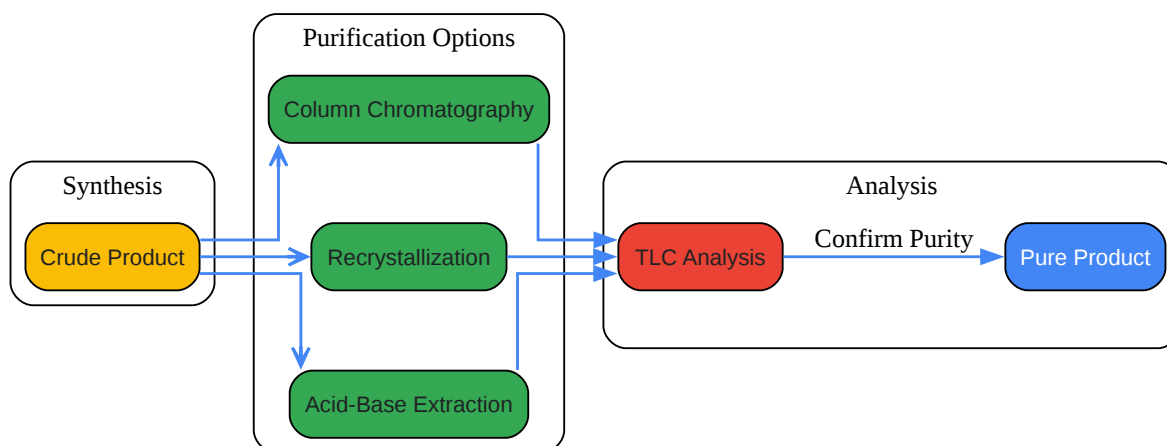 Purification Options
Column Chromatography
Synthesis
Crude Product
Recrystallization
Acid-Base Extraction
Analysis
TLC Analysis
Confirm Purity
Pure Product